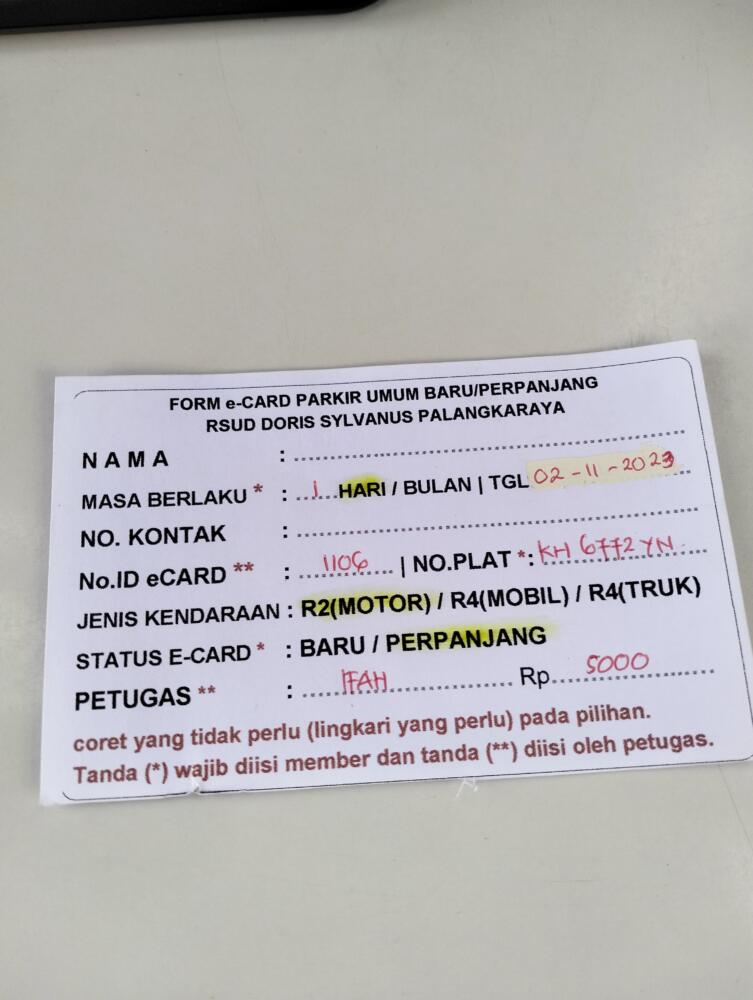 FORM e-CARD PARKIR UMUM BARU/PERPANJANG
RSUD DORIS SYLVANUS PALANGKARAYA
N A M A :
MASA BERLAKU * : 1 HARI / BULAN | TGL 02-11-2023
NO. KONTAK :
No.ID eCARD ** : 1106 | NO.PLAT *: KH 6772 YN
JENIS KENDARAAN : R2(MOTOR) / R4(MOBIL) / R4(TRUK)
STATUS E-CARD * : BARU / PERPANJANG
PETUGAS ** : IFAH Rp. 5000
coret yang tidak perlu (lingkari yang perlu) pada pilihan.
Tanda (*) wajib diisi member dan tanda (**) diisi oleh petugas.